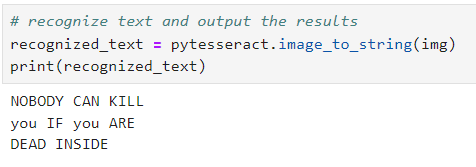 # recognize text and output the results
recognized_text = pytesseract.image_to_string(img)
print(recognized_text)
NOBODY CAN KILL
you IF you ARE
DEAD INSIDE